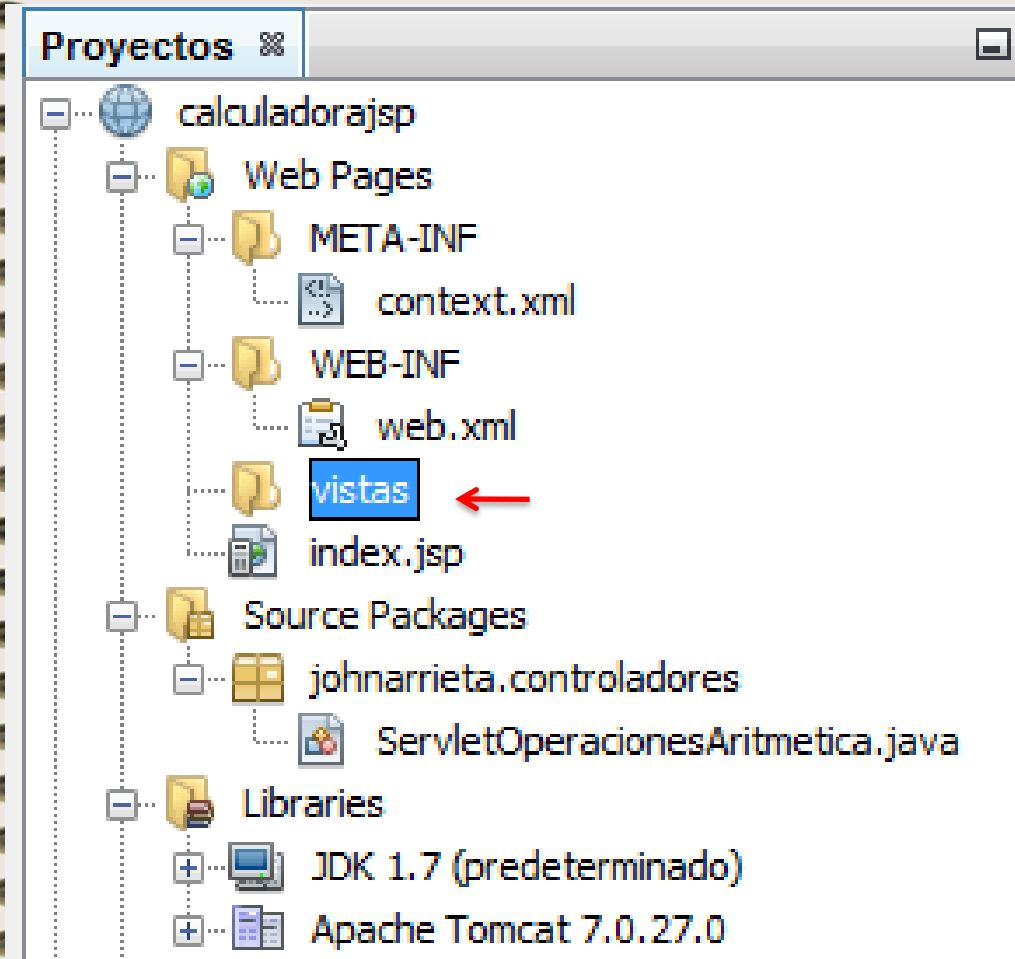 Proyectos
calculadorajsp
Web Pages
META-INF
context.xml
WEB-INF
web.xml
vistas
index.jsp
Source Packages
johnarrieta.controladores
ServletOperacionesAritmetica.java
Libraries
JDK 1.7 (predeterminado)
Apache Tomcat 7.0.27.0